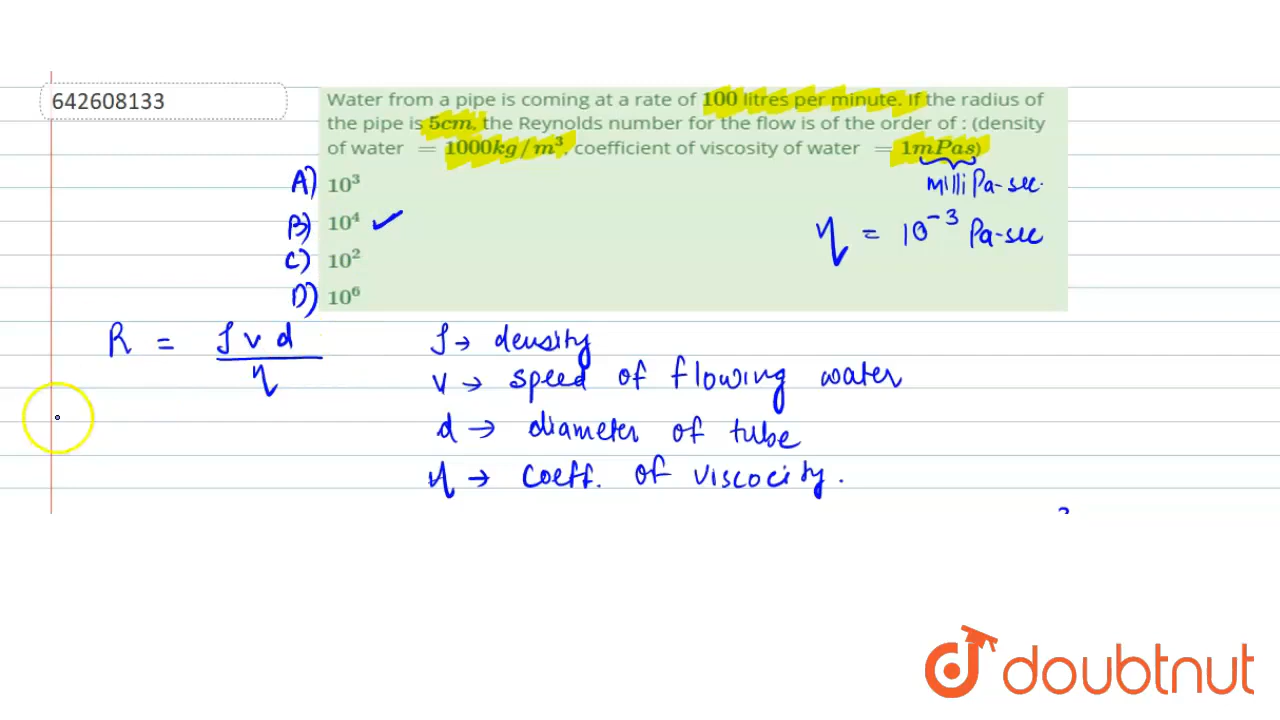 642608133
Water from a pipe is coming at a rate of 100 litres per minute. If the radius of
the pipe is 5cm, the Reynolds number for the flow is of the order of : (density
of water = 1000kg/m³, coefficient of viscosity of water = 1mPas)
milli Pa-sec.
A) 10³
B) 10⁴ ✓
η = 10⁻³ Pa-sec
C) 10²
D) 10⁶
R = ρ v d / η
ρ → density
v → speed of flowing water
d → diameter of tube
η → coeff. of viscocity.
doubtnut